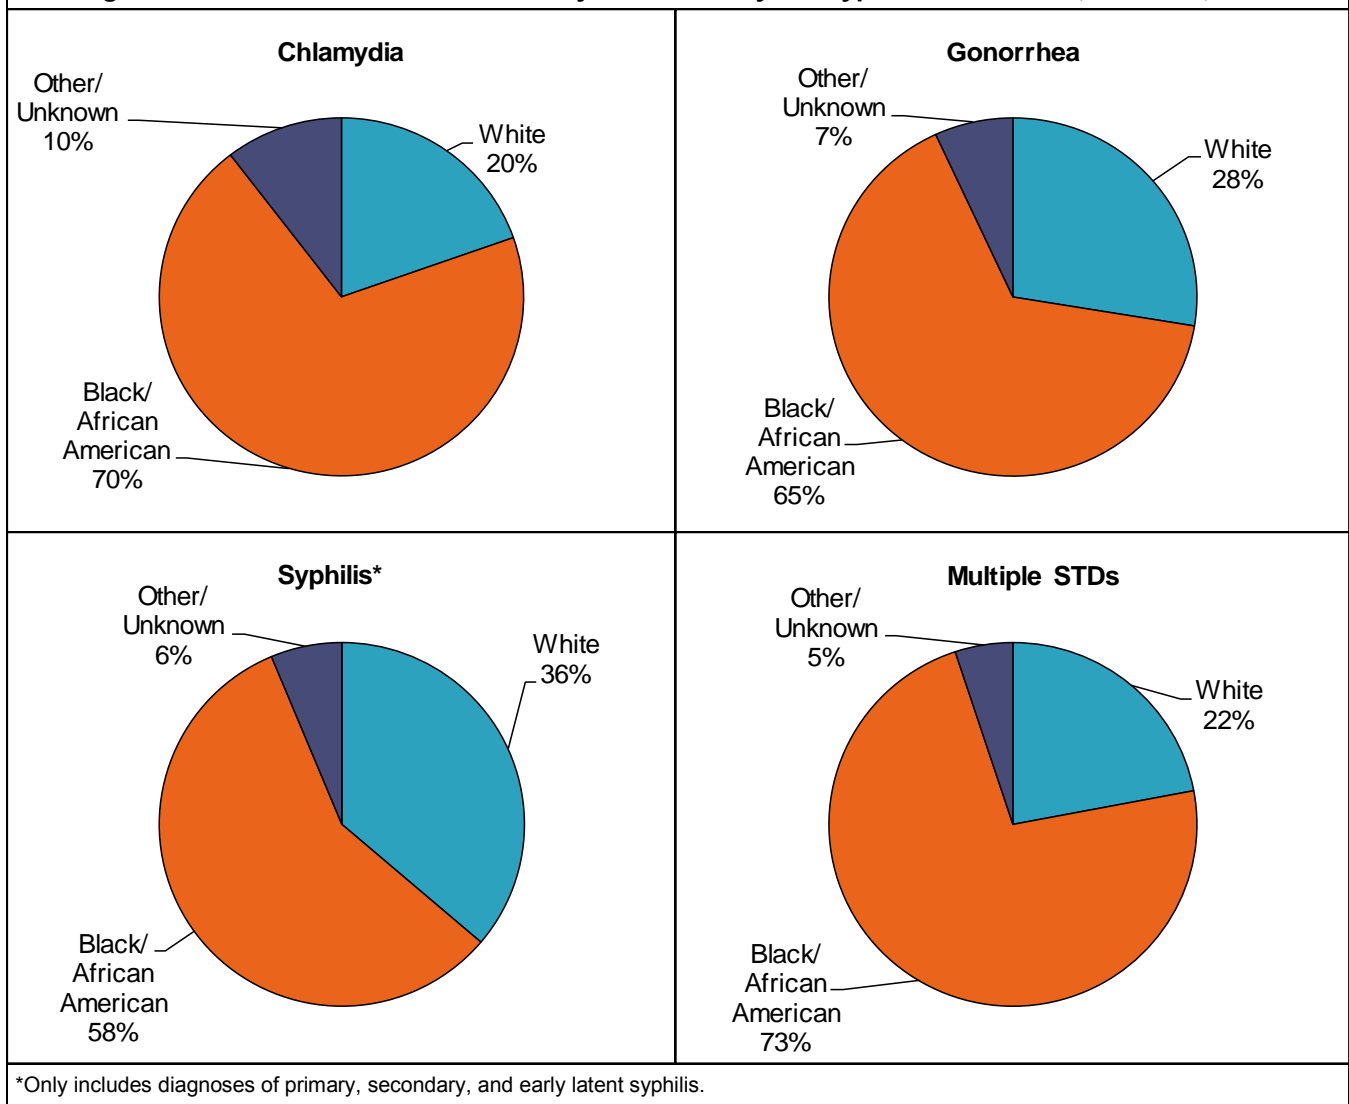 Chlamydia
Other/
Unknown
10%
White
20%
Black/
African
American
70%
Gonorrhea
Other/
Unknown
7%
White
28%
Black/
African
American
65%
Syphilis*
Other/
Unknown
6%
White
36%
Black/
African
American
58%
Multiple STDs
Other/
Unknown
5%
White
22%
Black/
African
American
73%
*Only includes diagnoses of primary, secondary, and early latent syphilis.